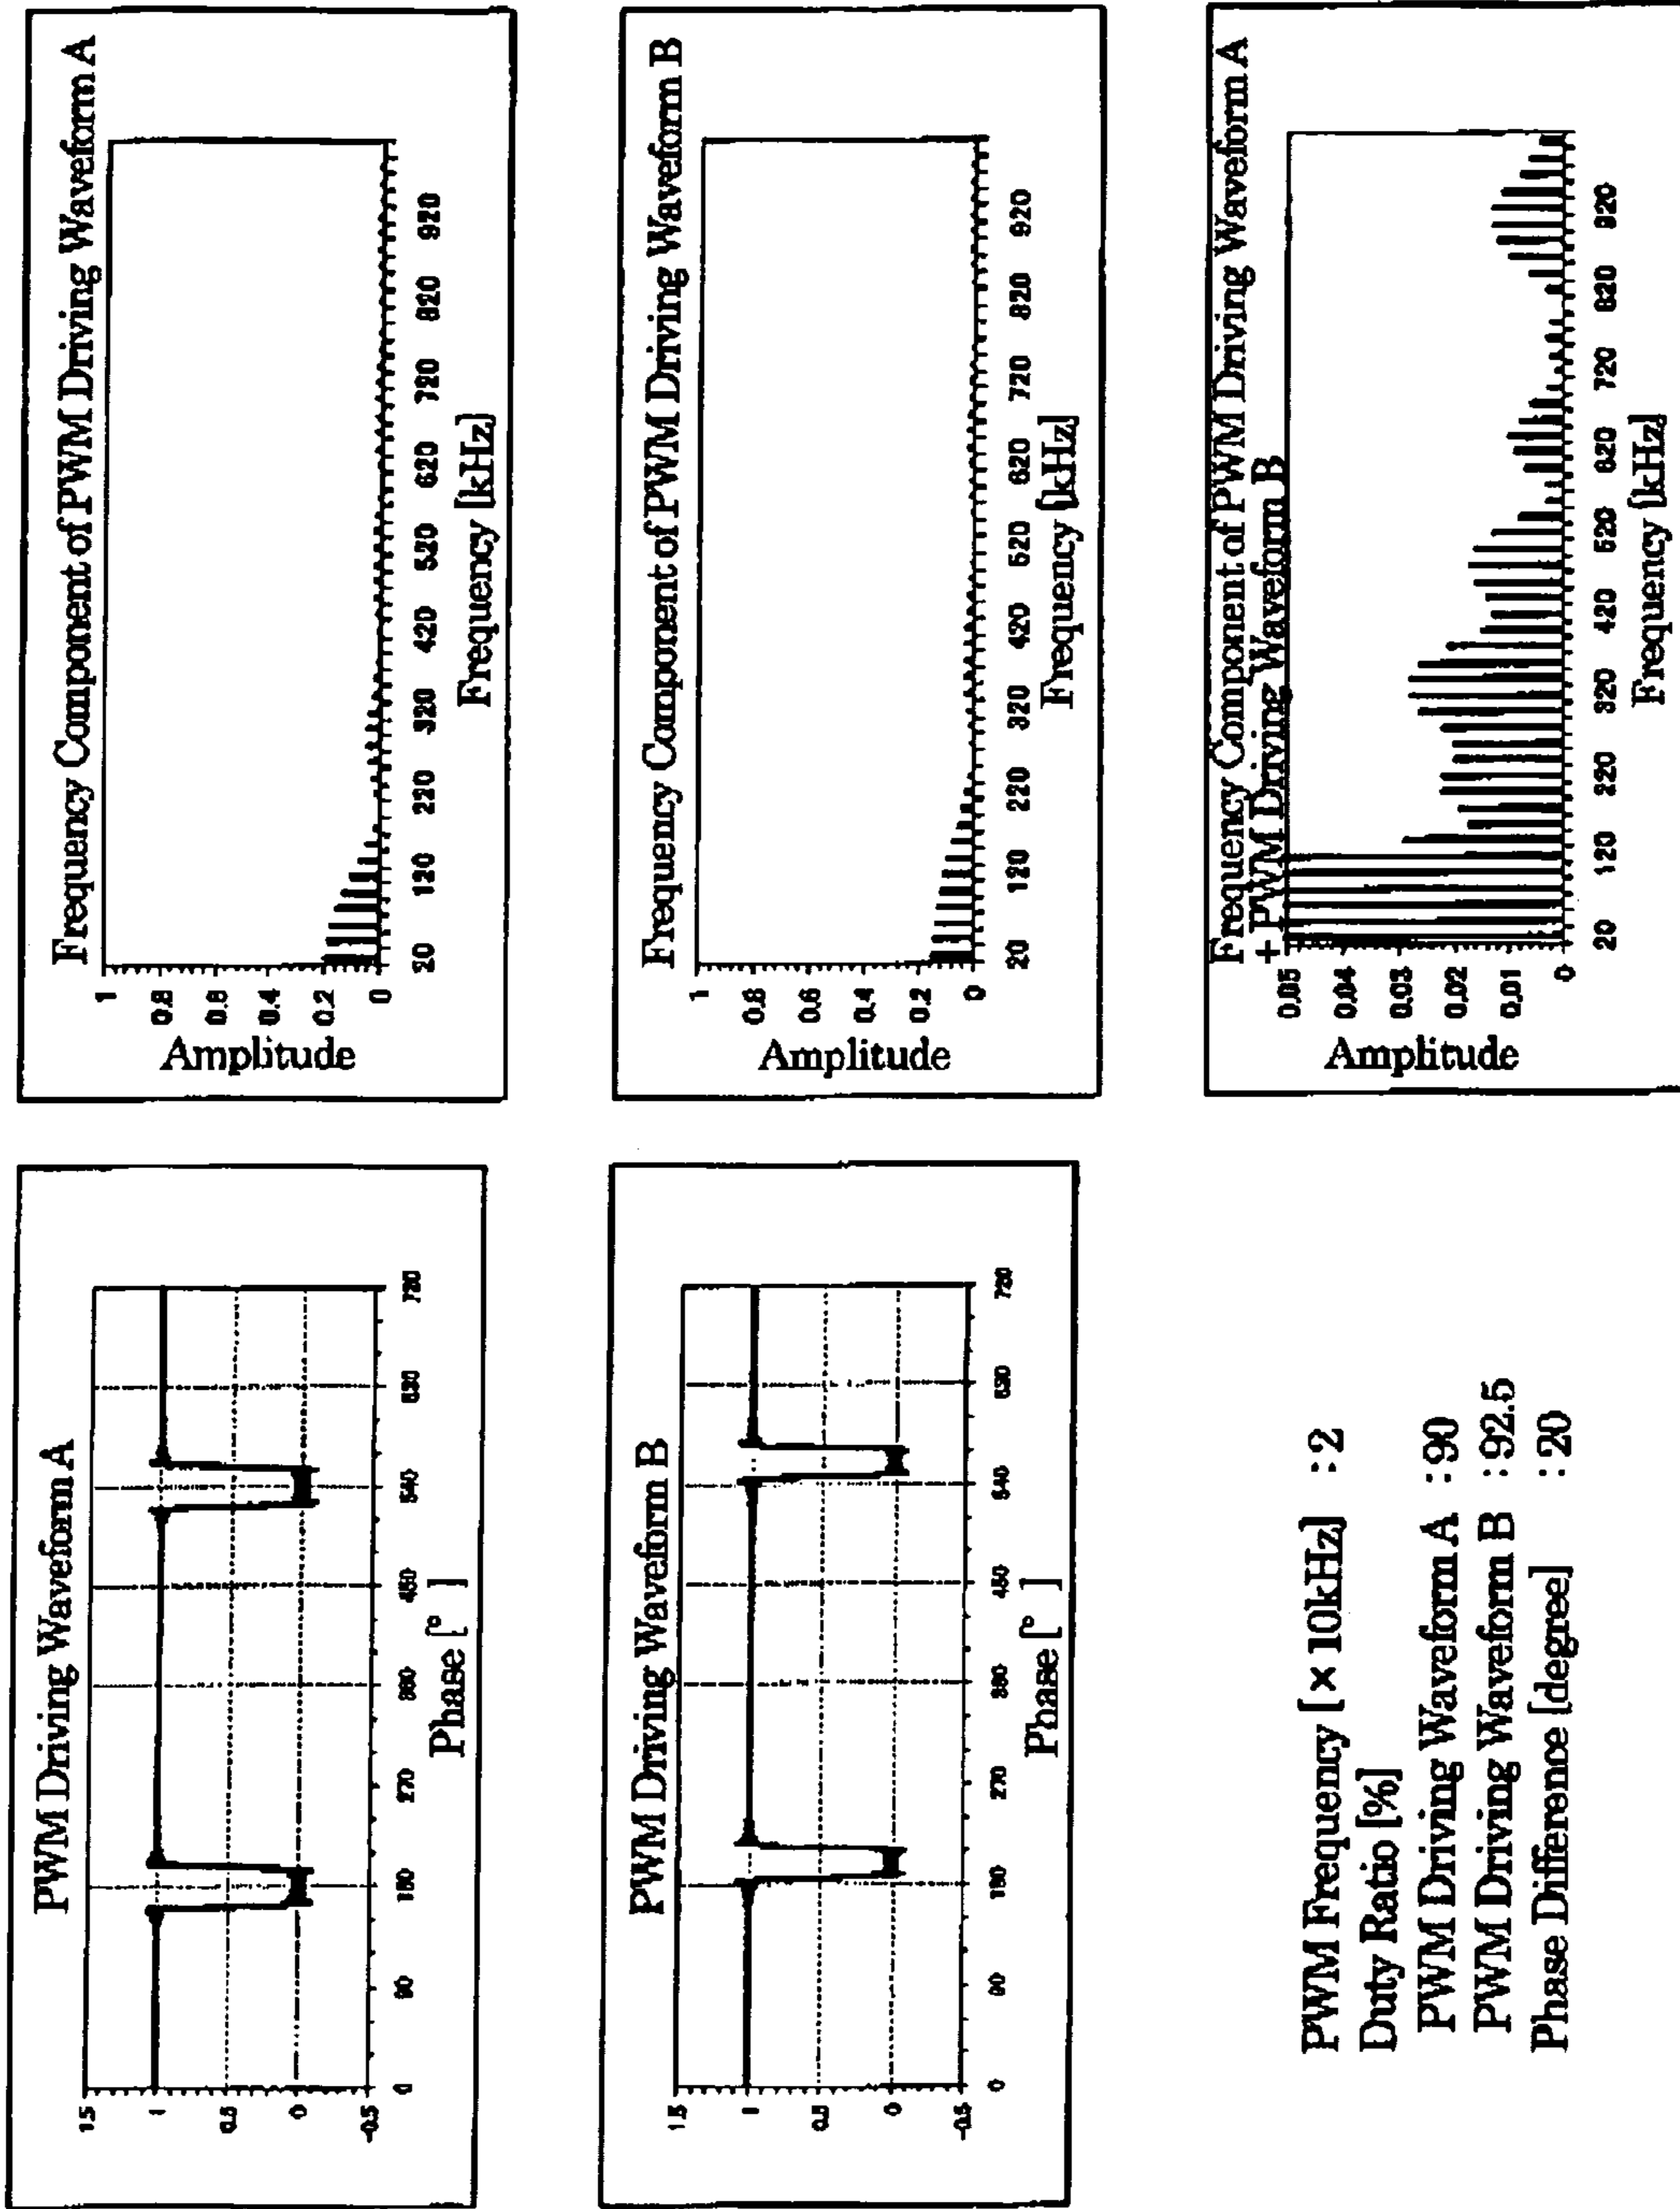 PWM Driving Waveform A
1.5
1
0.5
0
-0.5
0 90 180 270 360 450 540 630 720
Phase [° ]
Frequency Component of PWM Driving Waveform A
Amplitude
1
0.8
0.6
0.4
0.2
0
20 120 220 320 420 520 620 720 820 920
Frequency [kHz]
PWM Driving Waveform B
1.5
1
0.5
0
-0.5
0 90 180 270 360 450 540 630 720
Phase [° ]
Frequency Component of PWM Driving Waveform B
Amplitude
1
0.8
0.6
0.4
0.2
0
20 120 220 320 420 520 620 720 820 920
Frequency [kHz]
PWM Frequency [×10kHz] :2
Duty Ratio [%]
PWM Driving Waveform A :90
PWM Driving Waveform B :92.5
Phase Difference [degree] :20
Frequency Component of PWM Driving Waveform A
+ PWM Driving Waveform B
Amplitude
0.05
0.04
0.03
0.02
0.01
0
20 120 220 320 420 520 620 720 820 920
Frequency [kHz]